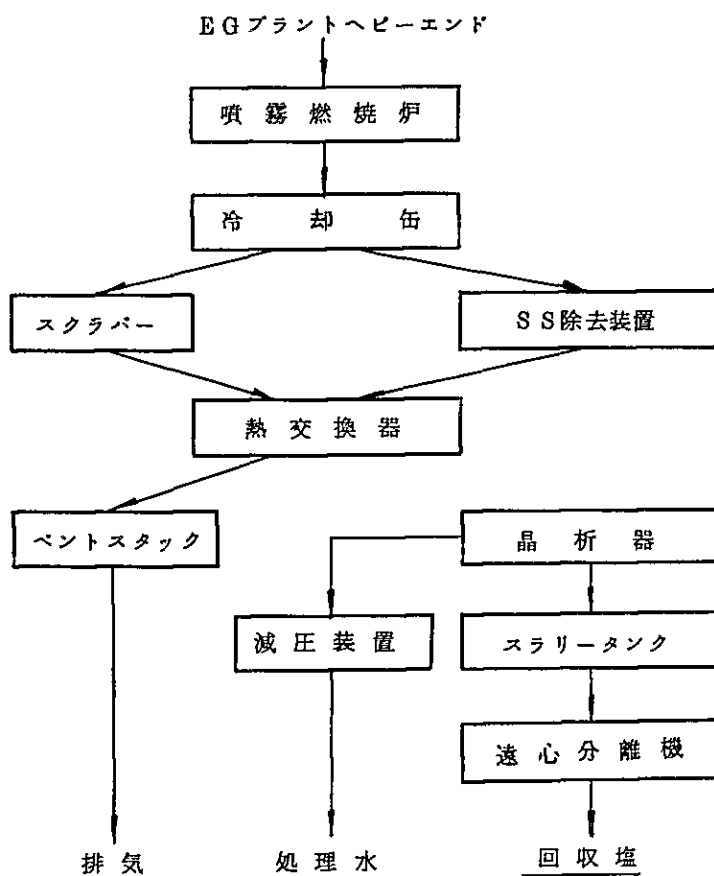 EGプラントヘビーエンド
噴霧燃焼炉
冷却缶
スクラバー
SS除去装置
熱交換器
ベントスタック
晶析器
減圧装置
スラリータンク
遠心分離機
排気
処理水
回収塩